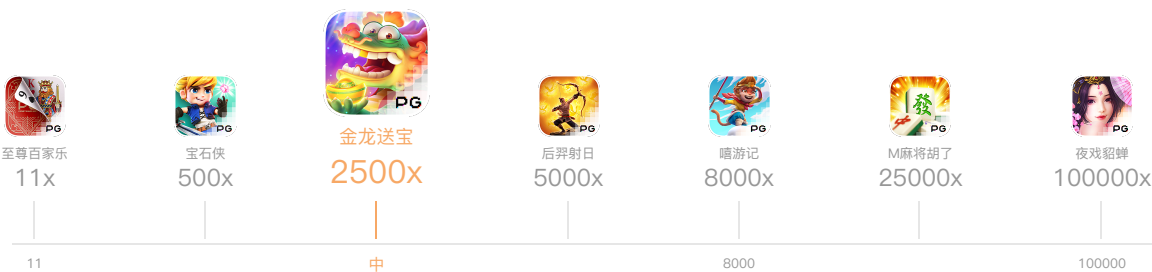 PG
PG
PG
PG
PG
PG
PG
至尊百家乐
宝石侠
金龙送宝
后羿射日
嘻游记
M麻将胡了
夜戏貂蝉
11x
500x
2500x
5000x
8000x
25000x
100000x
11
中
8000
100000